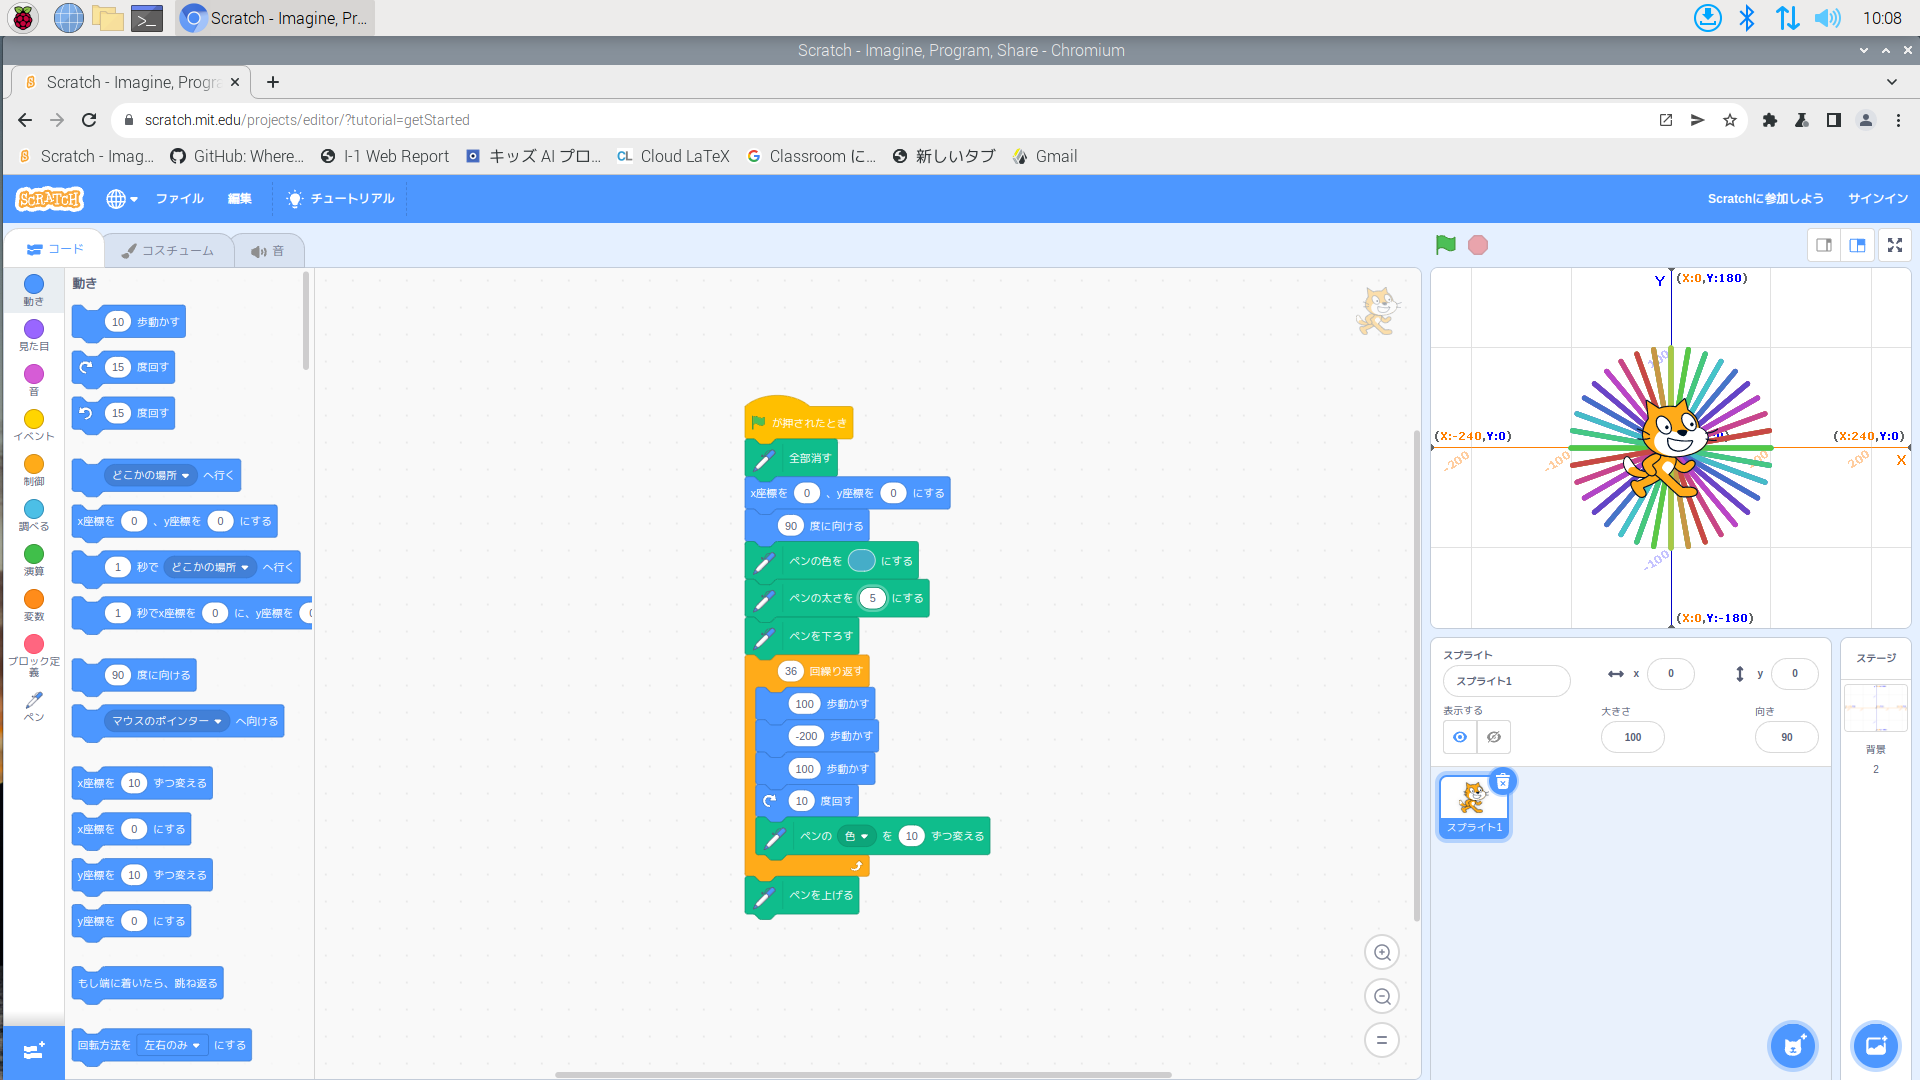 Scratch - Imagine, Pr...
10:08
Scratch - Imagine, Program, Share - Chromium
Scratch - Imagine, Progr
scratch.mit.edu/projects/editor/?tutorial=getStarted
Scratch - Imag...
GitHub: Where...
I-1 Web Report
キッズ AI プロ...
CL Cloud LaTeX
Classroom に...
新しいタブ
Gmail
SCRATCH
ファイル
編集
チュートリアル
Scratchに参加しよう
サインイン
コード
コスチューム
音
動き
見た目
音
イベント
制御
調べる
演算
変数
ブロック定義
ペン
動き
10 歩動かす
15 度回す
15 度回す
どこかの場所 へ行く
x座標を 0 、y座標を 0 にする
1 秒で どこかの場所 へ行く
1 秒でx座標を 0 に、y座標を
90 度に向ける
マウスのポインター へ向ける
x座標を 10 ずつ変える
x座標を 0 にする
y座標を 10 ずつ変える
y座標を 0 にする
もし端に着いたら、跳ね返る
回転方法を 左右のみ にする
が押されたとき
全部消す
x座標を 0 、y座標を 0 にする
90 度に向ける
ペンの色を にする
ペンの太さを 5 にする
ペンを下ろす
36 回繰り返す
100 歩動かす
-200 歩動かす
100 歩動かす
10 度回す
ペンの 色 を 10 ずつ変える
ペンを上げる
Y (X:0,Y:180)
100
(X:-240,Y:0)
(X:240,Y:0)
-200
-100
200
X
-100
(X:0,Y:-180)
スプライト
スプライト1
x 0
y 0
表示する
大きさ
100
向き
90
スプライト1
ステージ
背景
2